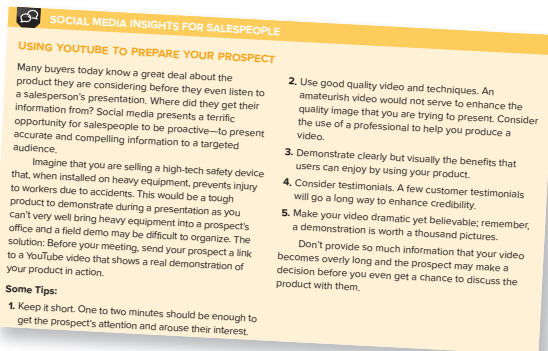 SOCIAL MEDIA INSIGHTS FOR SALESPEOPLE
USING YOUTUBE TO PREPARE YOUR PROSPECT
Many buyers today know a great deal about the
product they are considering before they even listen to
a salesperson's presentation. Where did they get their
information from? Social media presents a terrific
opportunity for salespeople to be proactive—to present
accurate and compelling information to a targeted
audience.
Imagine that you are selling a high-tech safety device
that, when installed on heavy equipment, prevents injury
to workers due to accidents. This would be a tough
product to demonstrate during a presentation as you
can't very well bring heavy equipment into a prospect's
office and a field demo may be difficult to organize. The
solution: Before your meeting, send your prospect a link
to a YouTube video that shows a real demonstration of
your product in action.
Some Tips:
1. Keep it short. One to two minutes should be enough to
get the prospect's attention and arouse their interest.
2. Use good quality video and techniques. An
amateurish video would not serve to enhance the
quality image that you are trying to present. Consider
the use of a professional to help you produce a
video.
3. Demonstrate clearly but visually the benefits that
users can enjoy by using your product.
4. Consider testimonials. A few customer testimonials
will go a long way to enhance credibility.
5. Make your video dramatic yet believable; remember,
a demonstration is worth a thousand pictures.
Don't provide so much information that your video
becomes overly long and the prospect may make a
decision before you even get a chance to discuss the
product with them.